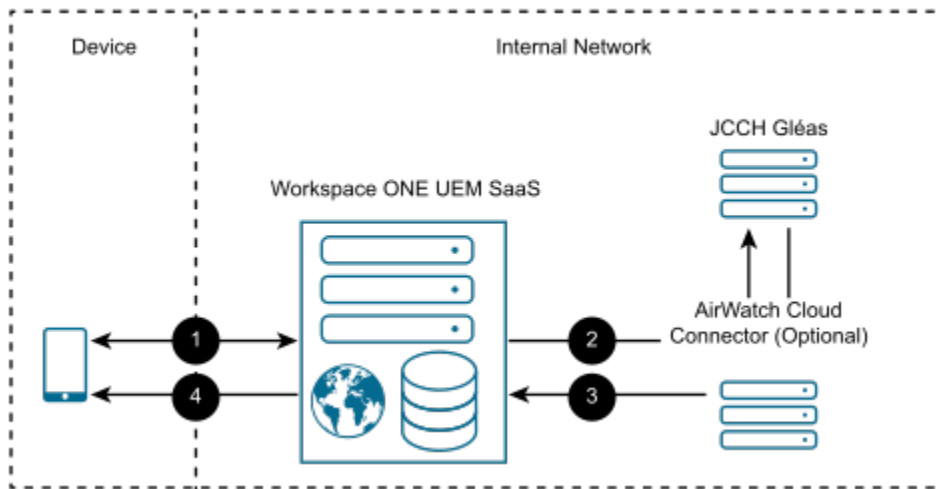 Device
Internal Network
JCCH Gléas
Workspace ONE UEM SaaS
AirWatch Cloud
Connector (Optional)
1
2
4
3